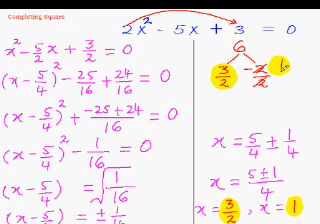 Completing Square
2x² - 5x + 3 = 0
x² - 5/2 x + 3/2 = 0
(x - 5/4)² - 25/16 + 24/16 = 0
(x - 5/4)² + -25+24/16 = 0
(x - 5/4)² - 1/16 = 0
(x - 5/4) = √1/16
(x - 5/4) = ± 1/4
6
3/2 - 2/2
x = 5/4 ± 1/4
x = 5±1/4
x = 3/2 , x = 1